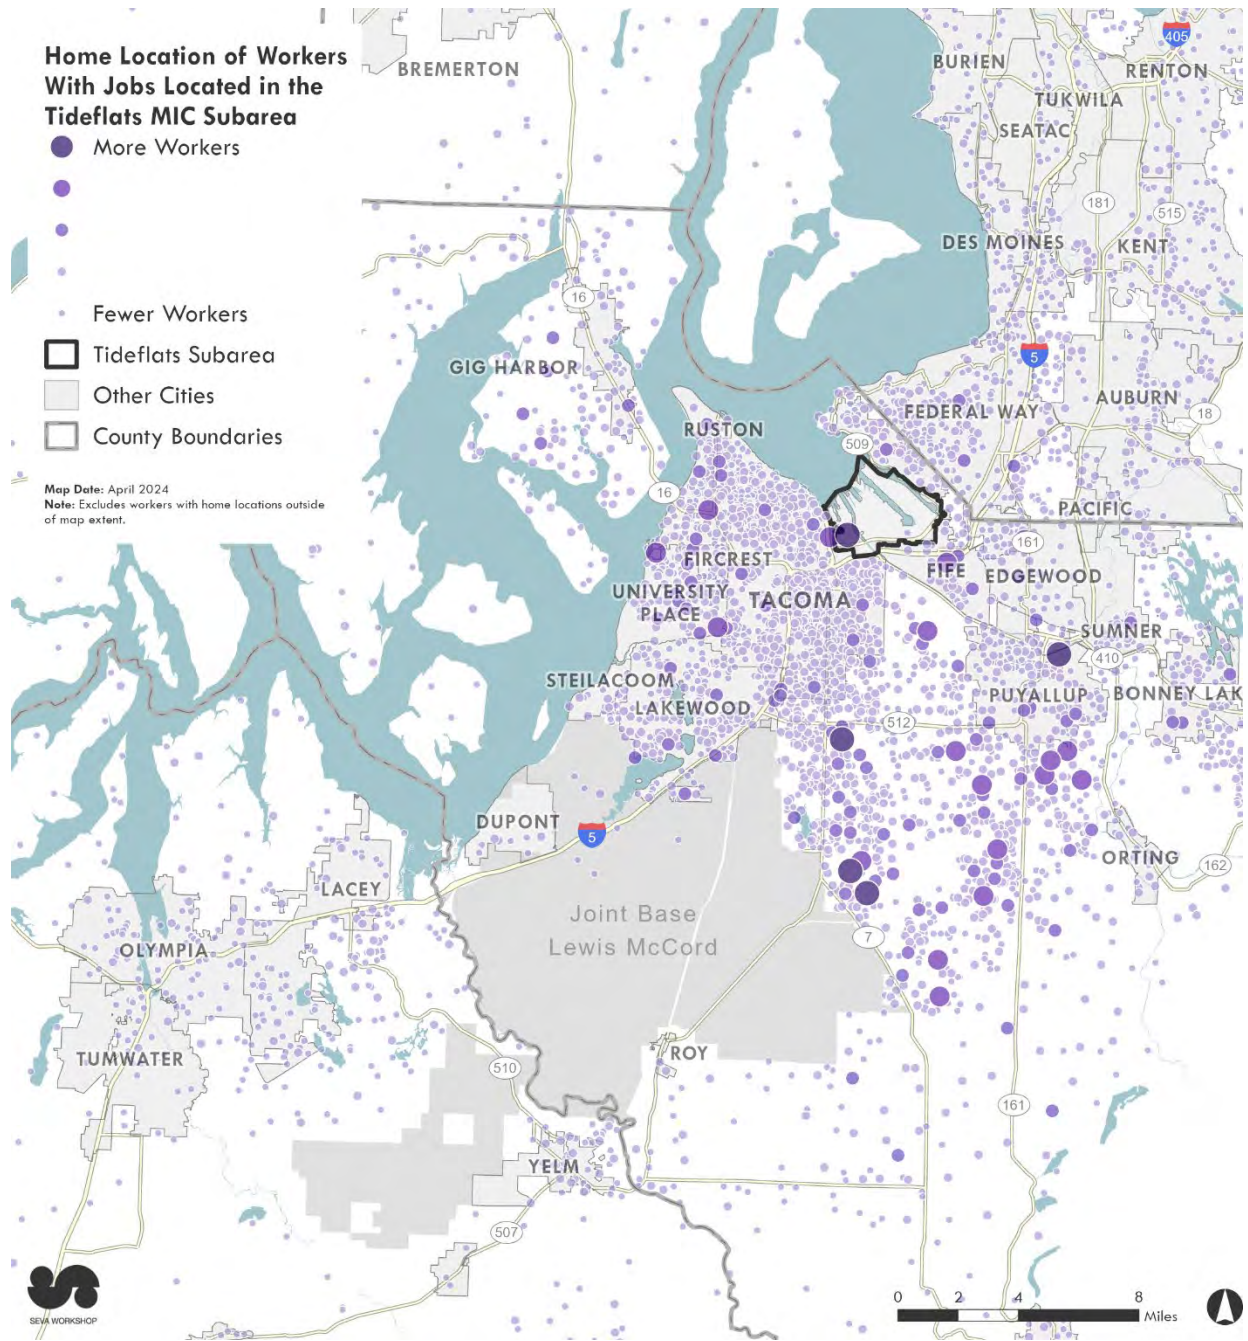 Home Location of Workers
With Jobs Located in the
Tideflats MIC Subarea
More Workers
Fewer Workers
Tideflats Subarea
Other Cities
County Boundaries
Map Date: April 2024
Note: Excludes workers with home locations outside
of map extent.
BREMERTON
BURIEN
405
RENTON
TUKWILA
SEATAC
181
515
DES MOINES
KENT
16
5
GIG HARBOR
FEDERAL WAY
AUBURN
18
RUSTON
509
16
PACIFIC
161
FIRCREST
FIFE
EDGEWOOD
UNIVERSITY
PLACE
TACOMA
SUMNER
410
STEILACOOM
LAKEWOOD
PUYALLUP
BONNEY LAK
512
DUPONT
5
ORTING
162
LACEY
Joint Base
Lewis McCord
7
OLYMPIA
TUMWATER
510
ROY
161
YELM
507
SEVA WORKSHOP
0 2 4 8
Miles